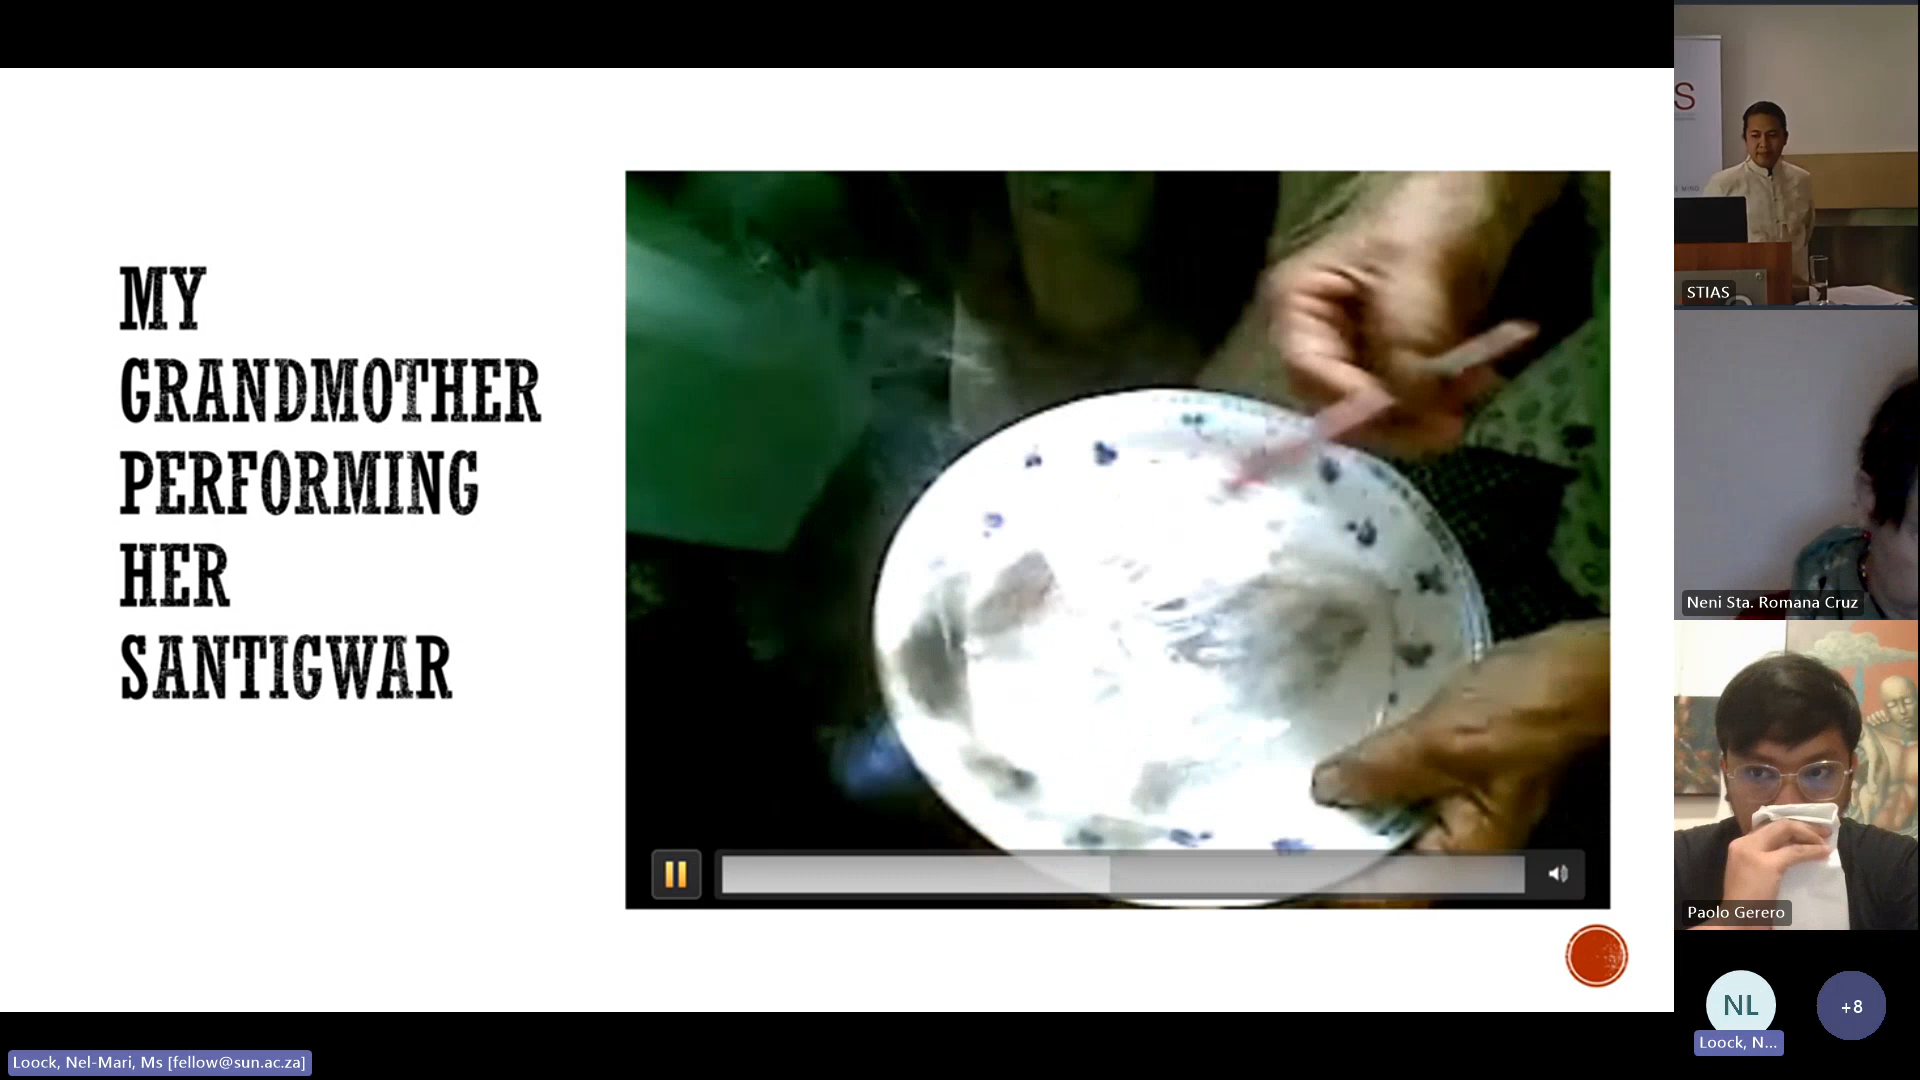 MY
GRANDMOTHER
PERFORMING
HER
SANTIGWAR
S
STIAS
Neni Sta. Romana Cruz
Paolo Gerero
NL
+8
Loock, N...
Loock, Nel-Mari, Ms [fellow@sun.ac.za]